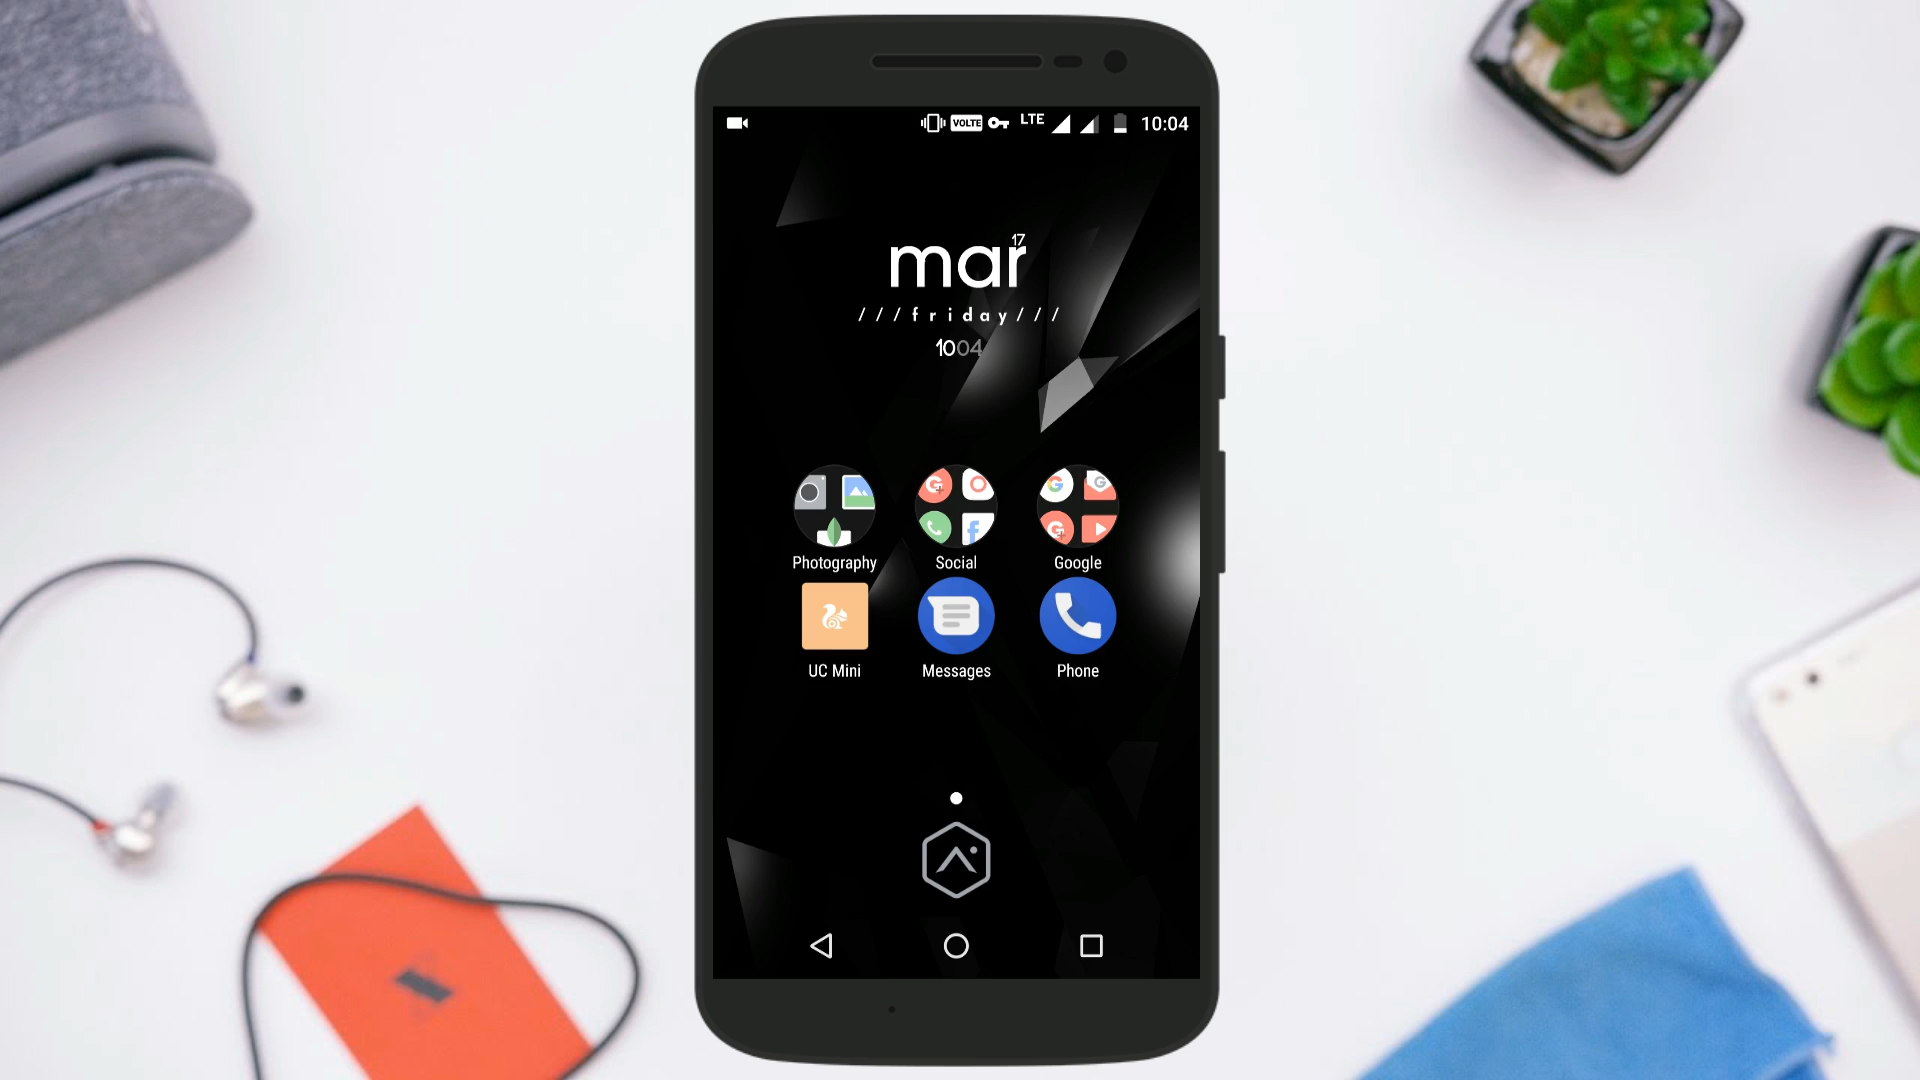 VOLTE LTE 10:04
17
mar
///friday///
1004
Photography Social Google
UC Mini Messages Phone